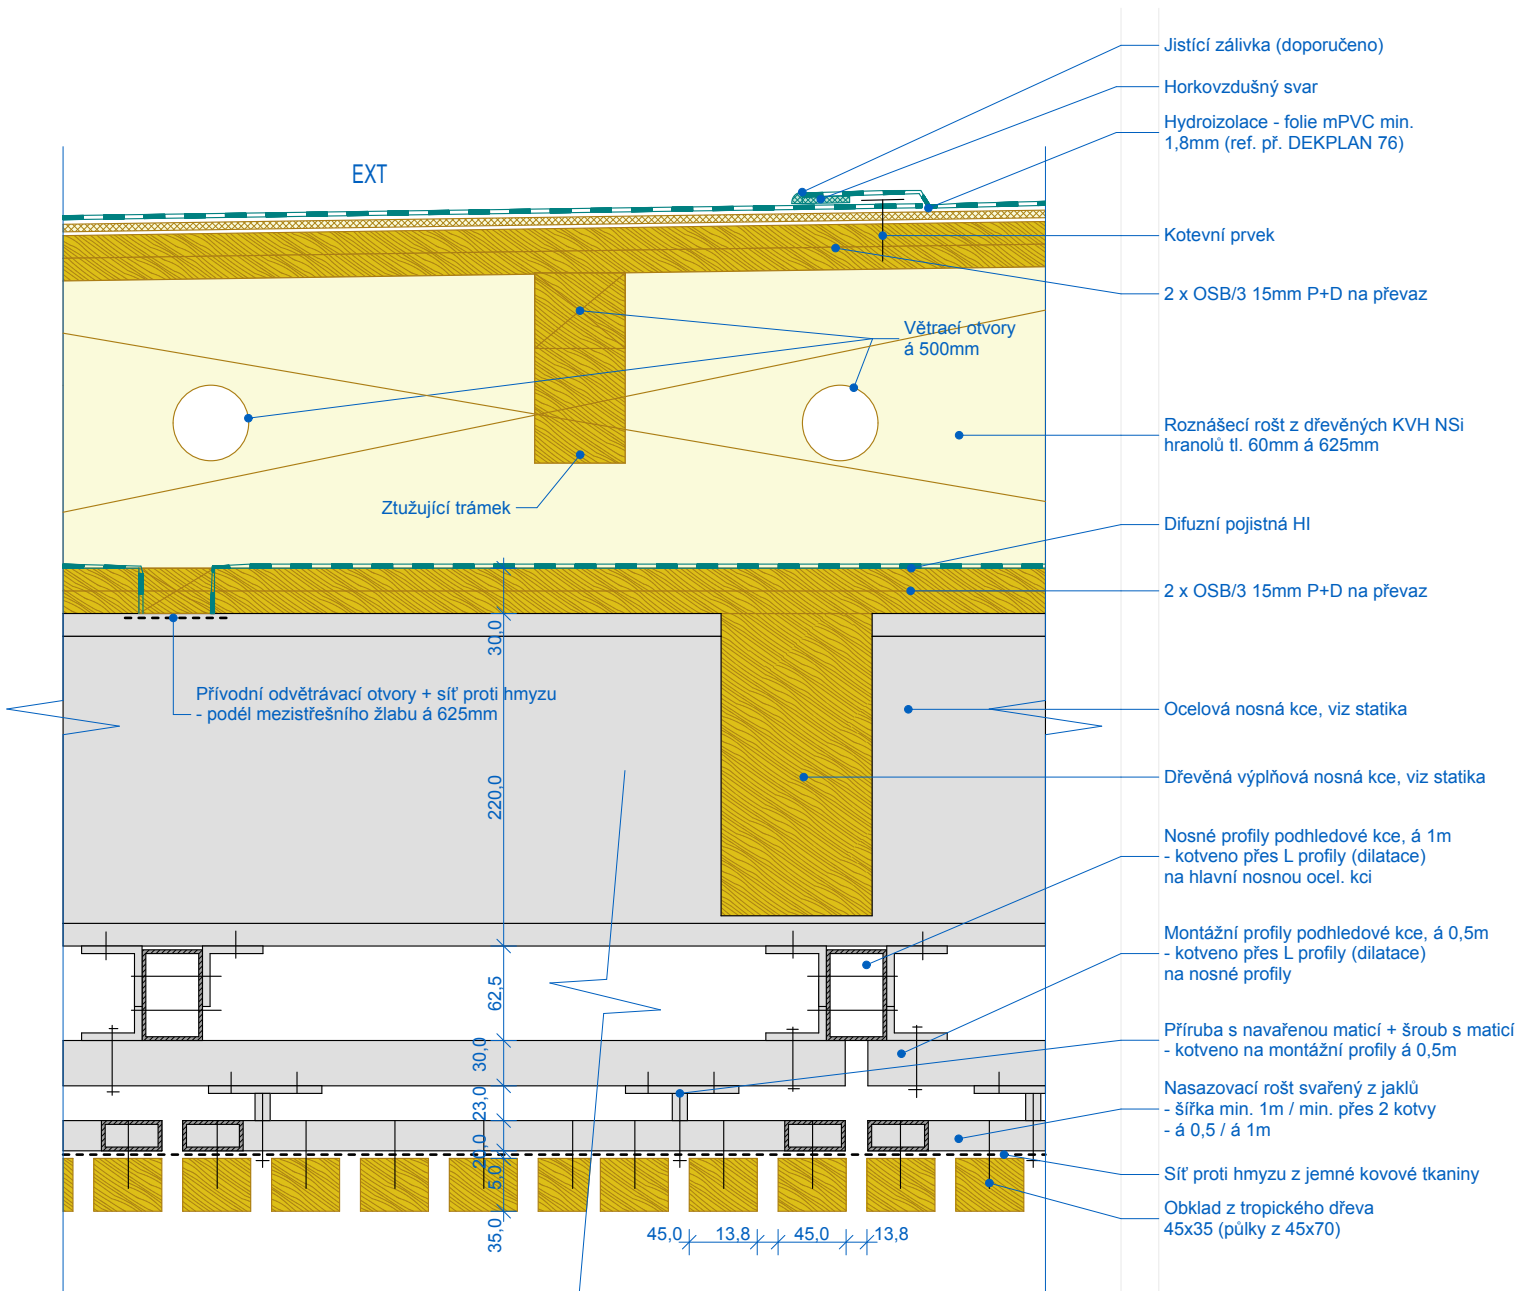 Jistící zálivka (doporučeno)
Horkovzdušný svar
Hydroizolace - folie mPVC min.
1,8mm (ref. př. DEKPLAN 76)
EXT
Kotevní prvek
2 x OSB/3 15mm P+D na převaz
Větrací otvory
á 500mm
Roznášecí rošt z dřevěných KVH NSi
hranolů tl. 60mm á 625mm
Ztužující trámek
Difuzní pojistná HI
2 x OSB/3 15mm P+D na převaz
30,0
Přívodní odvětrávací otvory + síť proti hmyzu
- podél mezistřešního žlabu á 625mm
Ocelová nosná kce, viz statika
Dřevěná výplňová nosná kce, viz statika
220,0
Nosné profily podhledové kce, á 1m
- kotveno přes L profily (dilatace)
na hlavní nosnou ocel. kci
Montážní profily podhledové kce, á 0,5m
- kotveno přes L profily (dilatace)
na nosné profily
62,5
Příruba s navařenou maticí + šroub s maticí
- kotveno na montážní profily á 0,5m
30,0
Nasazovací rošt svařený z jaklů
- šířka min. 1m / min. přes 2 kotvy
- á 0,5 / á 1m
23,0
20,0
Síť proti hmyzu z jemné kovové tkaniny
5,0
Obklad z tropického dřeva
45x35 (půlky z 45x70)
35,0
45,0 13,8 45,0 13,8